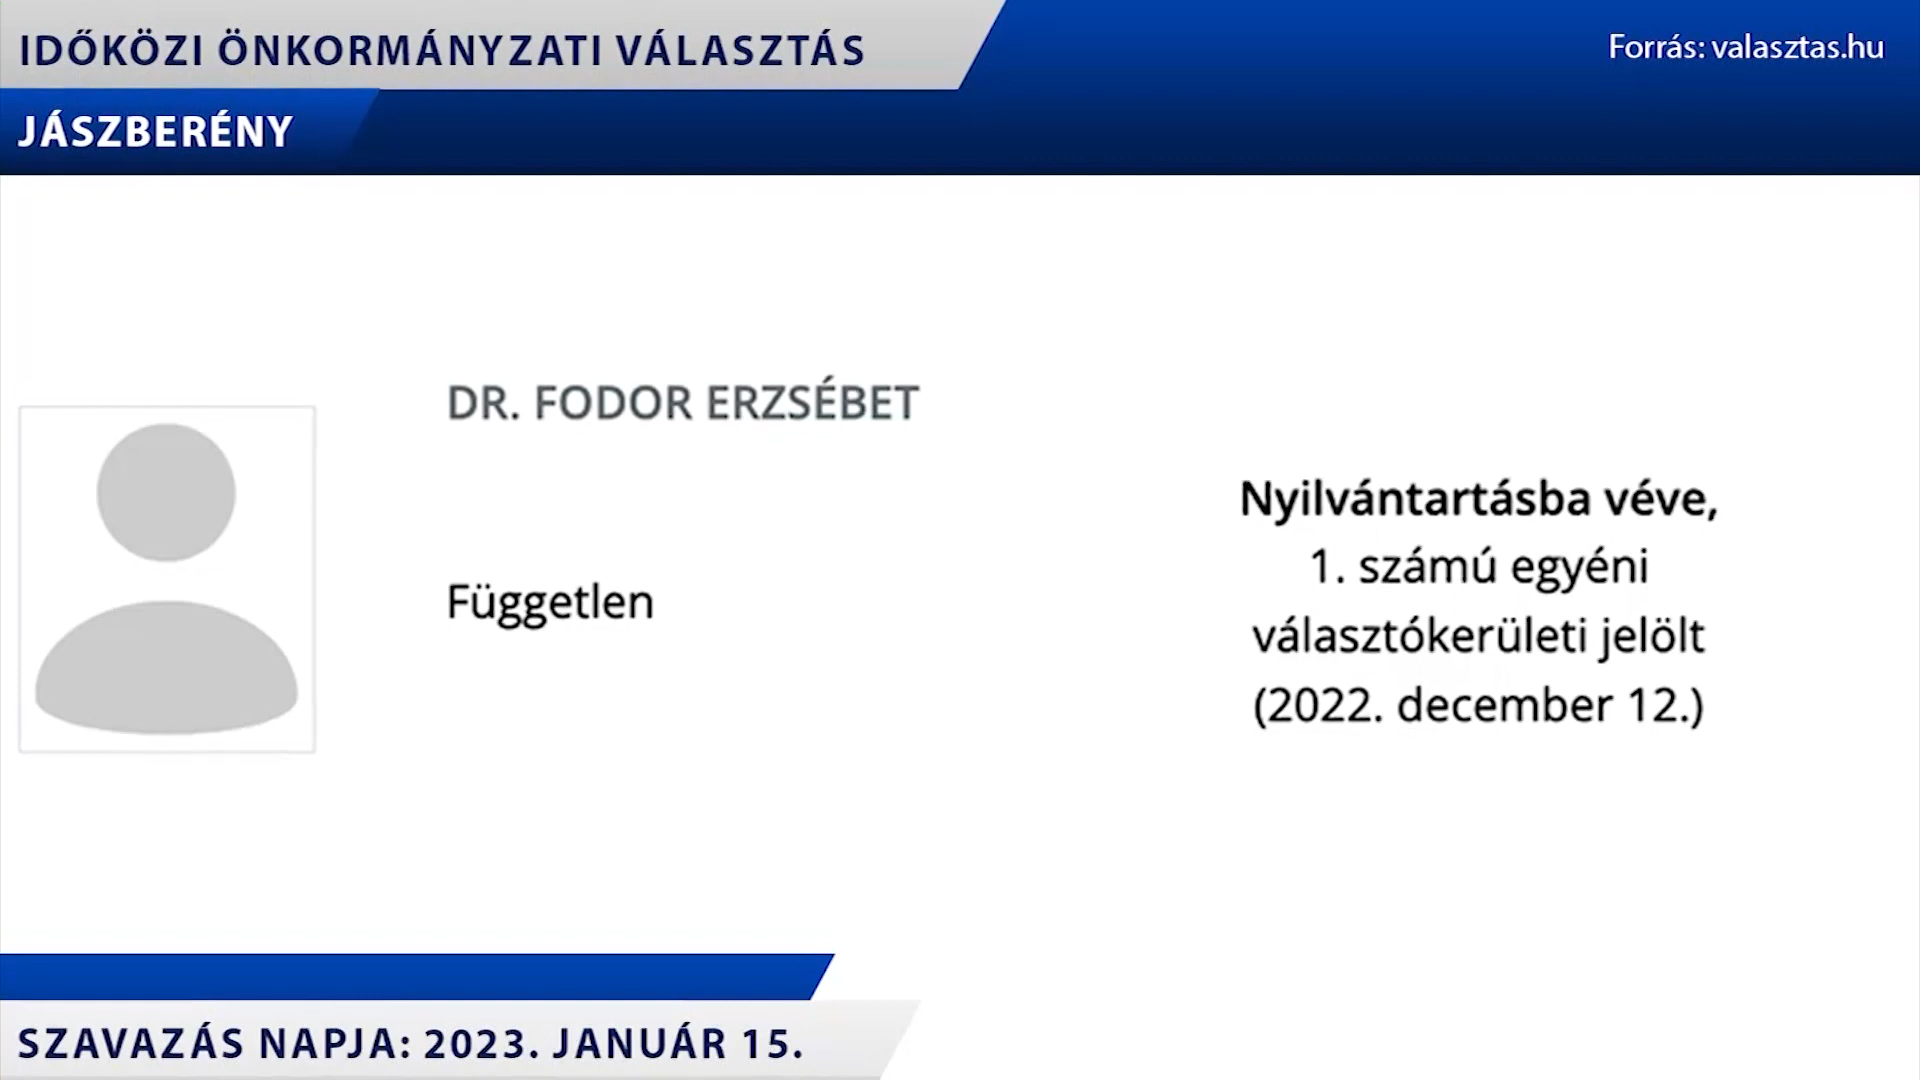 IDŐKÖZI ÖNKORMÁNYZATI VÁLASZTÁS
Forrás: valasztas.hu
JÁSZBERÉNY
DR. FODOR ERZSÉBET
Független
Nyilvántartásba véve,
1. számú egyéni
választókerületi jelölt
(2022. december 12.)
SZAVAZÁS NAPJA: 2023. JANUÁR 15.